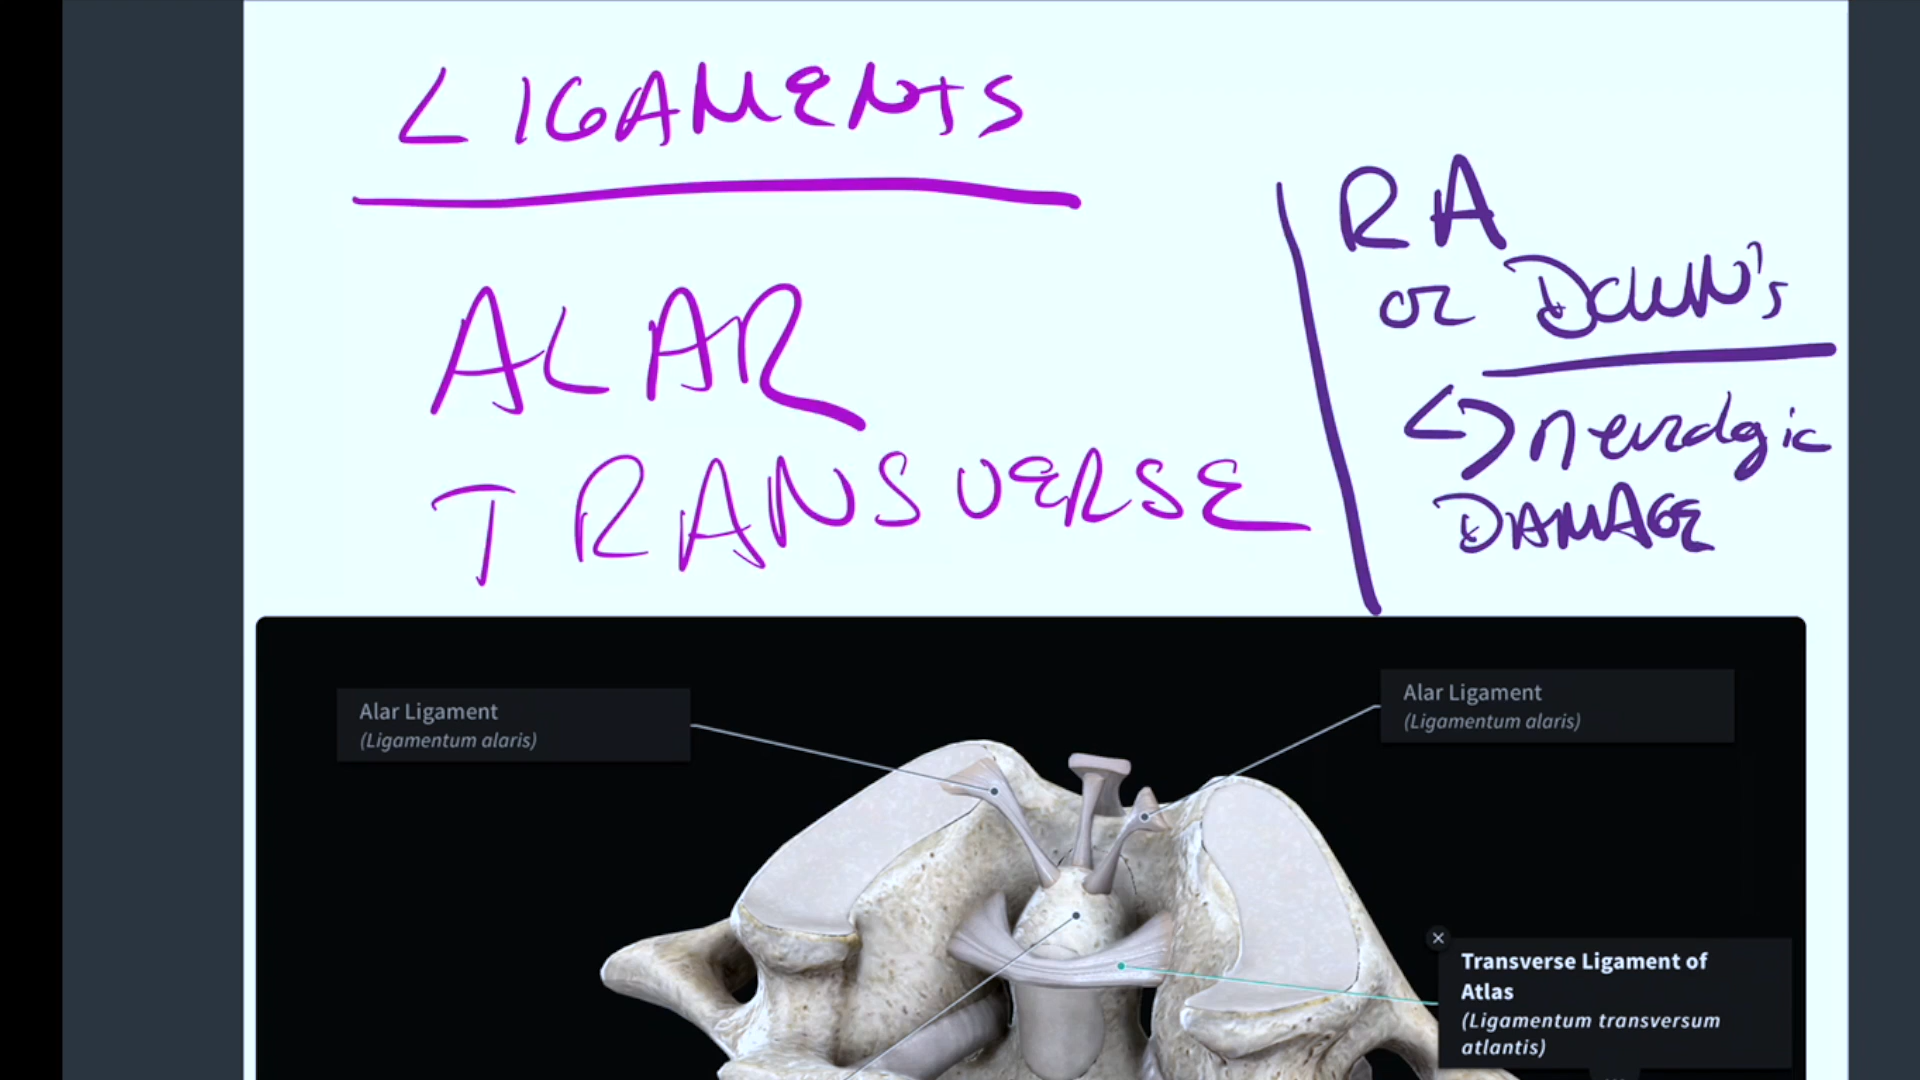 LIGAMENTS
ALAR
TRANSVERSE
RA
or DOWN's
neurologic
DAMAGE
Alar Ligament
(Ligamentum alaris)
Alar Ligament
(Ligamentum alaris)
Transverse Ligament of
Atlas
(Ligamentum transversum
atlantis)